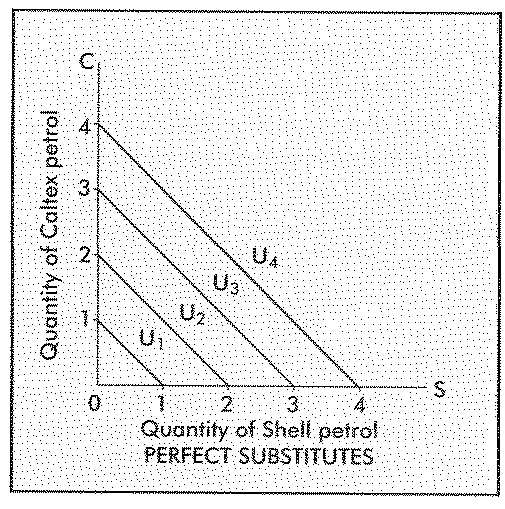 C
4
3
2
1
Quantity of Caltex petrol
U₄
U₃
U₂
U₁
0 1 2 3 4 S
Quantity of Shell petrol
PERFECT SUBSTITUTES